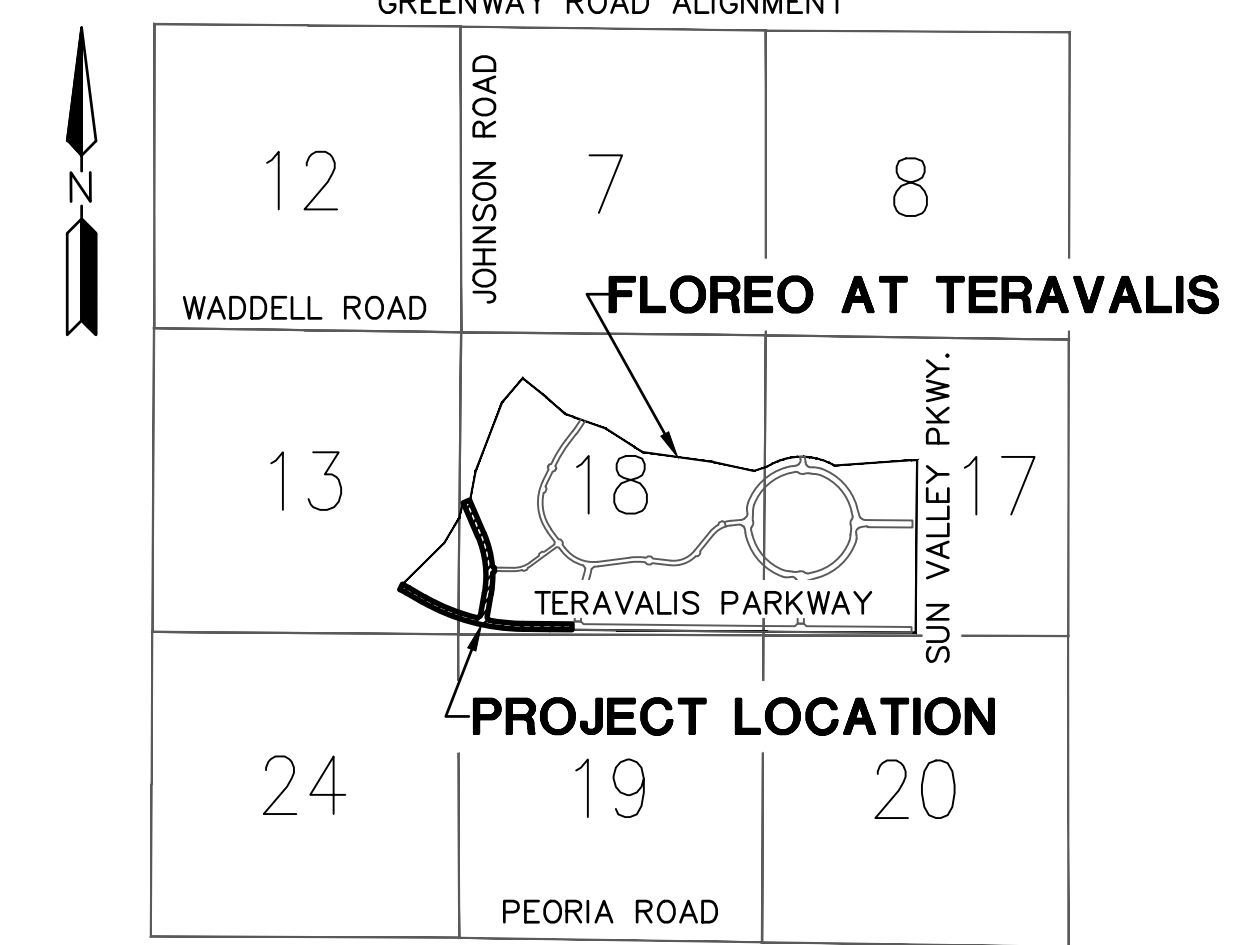 GREENWAY ROAD ALIGNMENT
N
12
JOHNSON ROAD
7
8
WADDELL ROAD
FLOREO AT TERAVALIS
13
18
17
SUN VALLEY PKWY.
TERAVALIS PARKWAY
PROJECT LOCATION
24
19
20
PEORIA ROAD